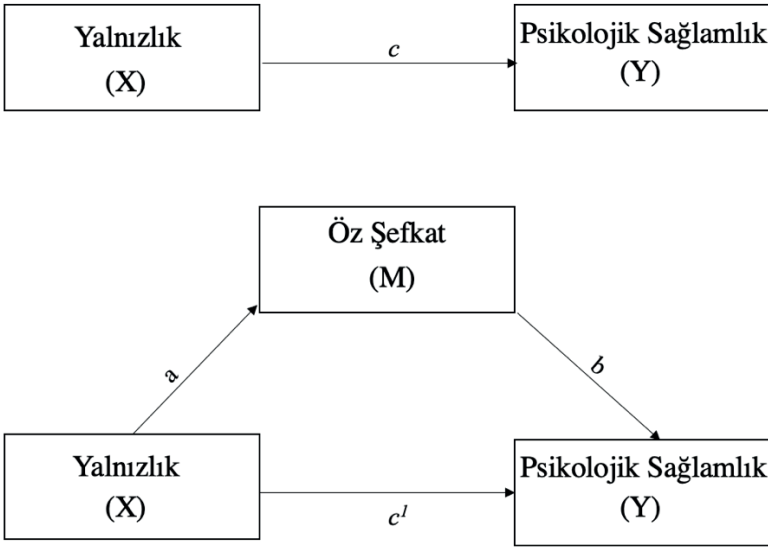 Yalnızlık
(X)
c
Psikolojik Sağlamlık
(Y)
Öz Şefkat
(M)
a
b
Yalnızlık
(X)
c¹
Psikolojik Sağlamlık
(Y)